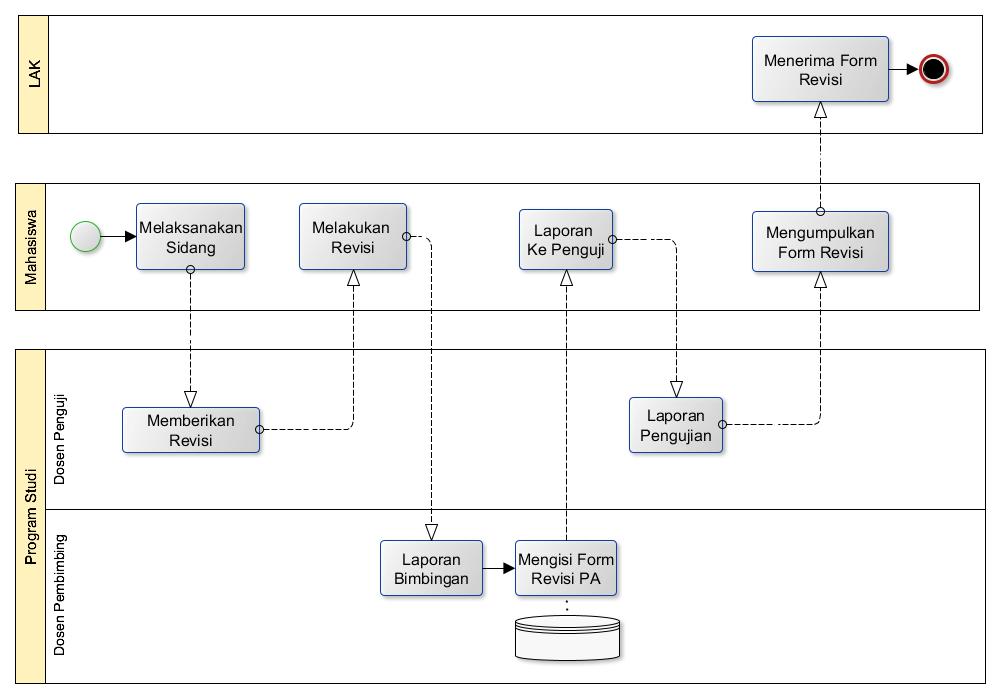 LAK
Menerima Form
Revisi
Mahasiswa
Melaksanakan
Sidang
Melakukan
Revisi
Laporan
Ke Penguji
Mengumpulkan
Form Revisi
Program Studi
Dosen Penguji
Memberikan
Revisi
Laporan
Pengujian
Dosen Pembimbing
Laporan
Bimbingan
Mengisi Form
Revisi PA